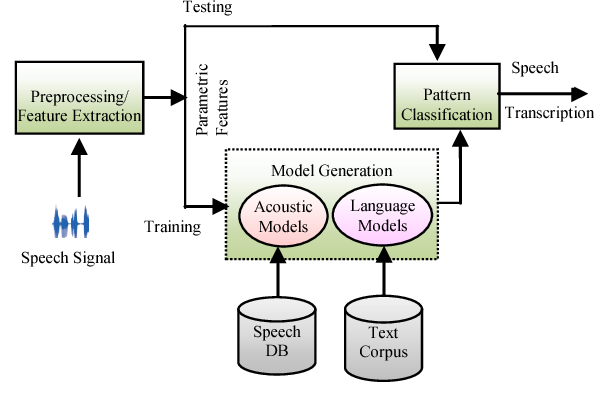 Testing
Preprocessing/
Feature Extraction
Parametric
Features
Pattern
Classification
Speech
Transcription
Model Generation
Training
Acoustic
Models
Language
Models
Speech Signal
Speech
DB
Text
Corpus